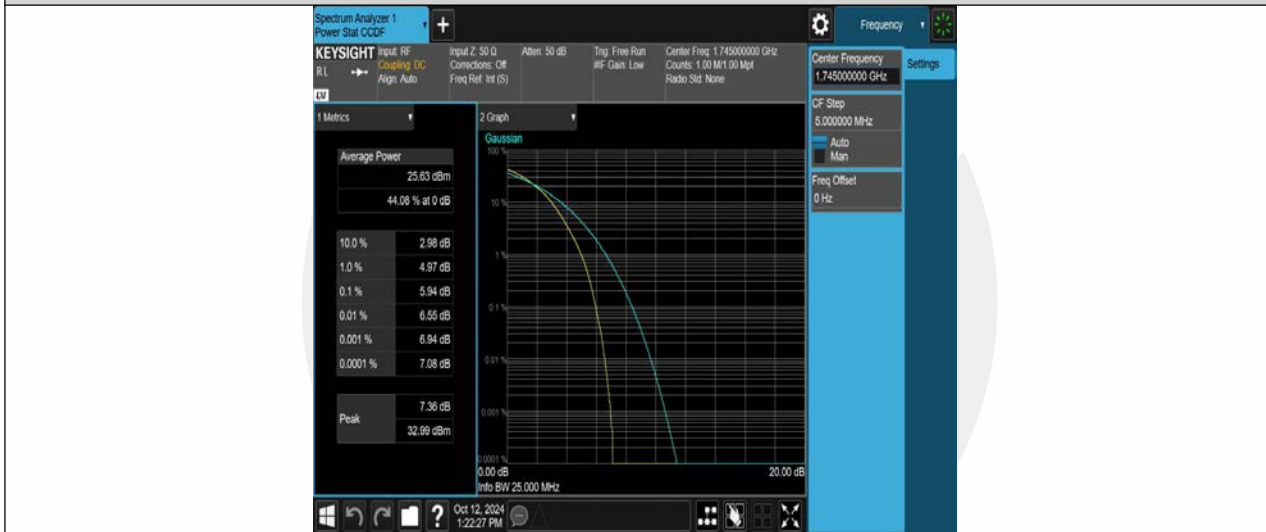 Spectrum Analyzer 1
Power Stat CCDF
+
Frequency
KEYSIGHT
Input: RF
Coupling: DC
Align: Auto
Input Z: 50 Ω
Corrections: Off
Freq Ref: Int (S)
Atten: 50 dB
Trig: Free Run
#IF Gain: Low
Center Freq: 1.745000000 GHz
Counts: 1.00 M/1.00 Mpt
Radio Std: None
RL
Center Frequency
1.745000000 GHz
Settings
CF Step
5.000000 MHz
Auto
Man
Freq Offset
0 Hz
1 Metrics
Average Power
25.63 dBm
44.08 % at 0 dB
10.0 % 2.98 dB
1.0 % 4.97 dB
0.1 % 5.94 dB
0.01 % 6.55 dB
0.001 % 6.94 dB
0.0001 % 7.08 dB
Peak
7.36 dB
32.99 dBm
2 Graph
Gaussian
100 %
10 %
1 %
0.1 %
0.01 %
0.001 %
0.0001 %
0.00 dB 20.00 dB
Info BW 25.000 MHz
?
Oct 12, 2024
1:22:27 PM